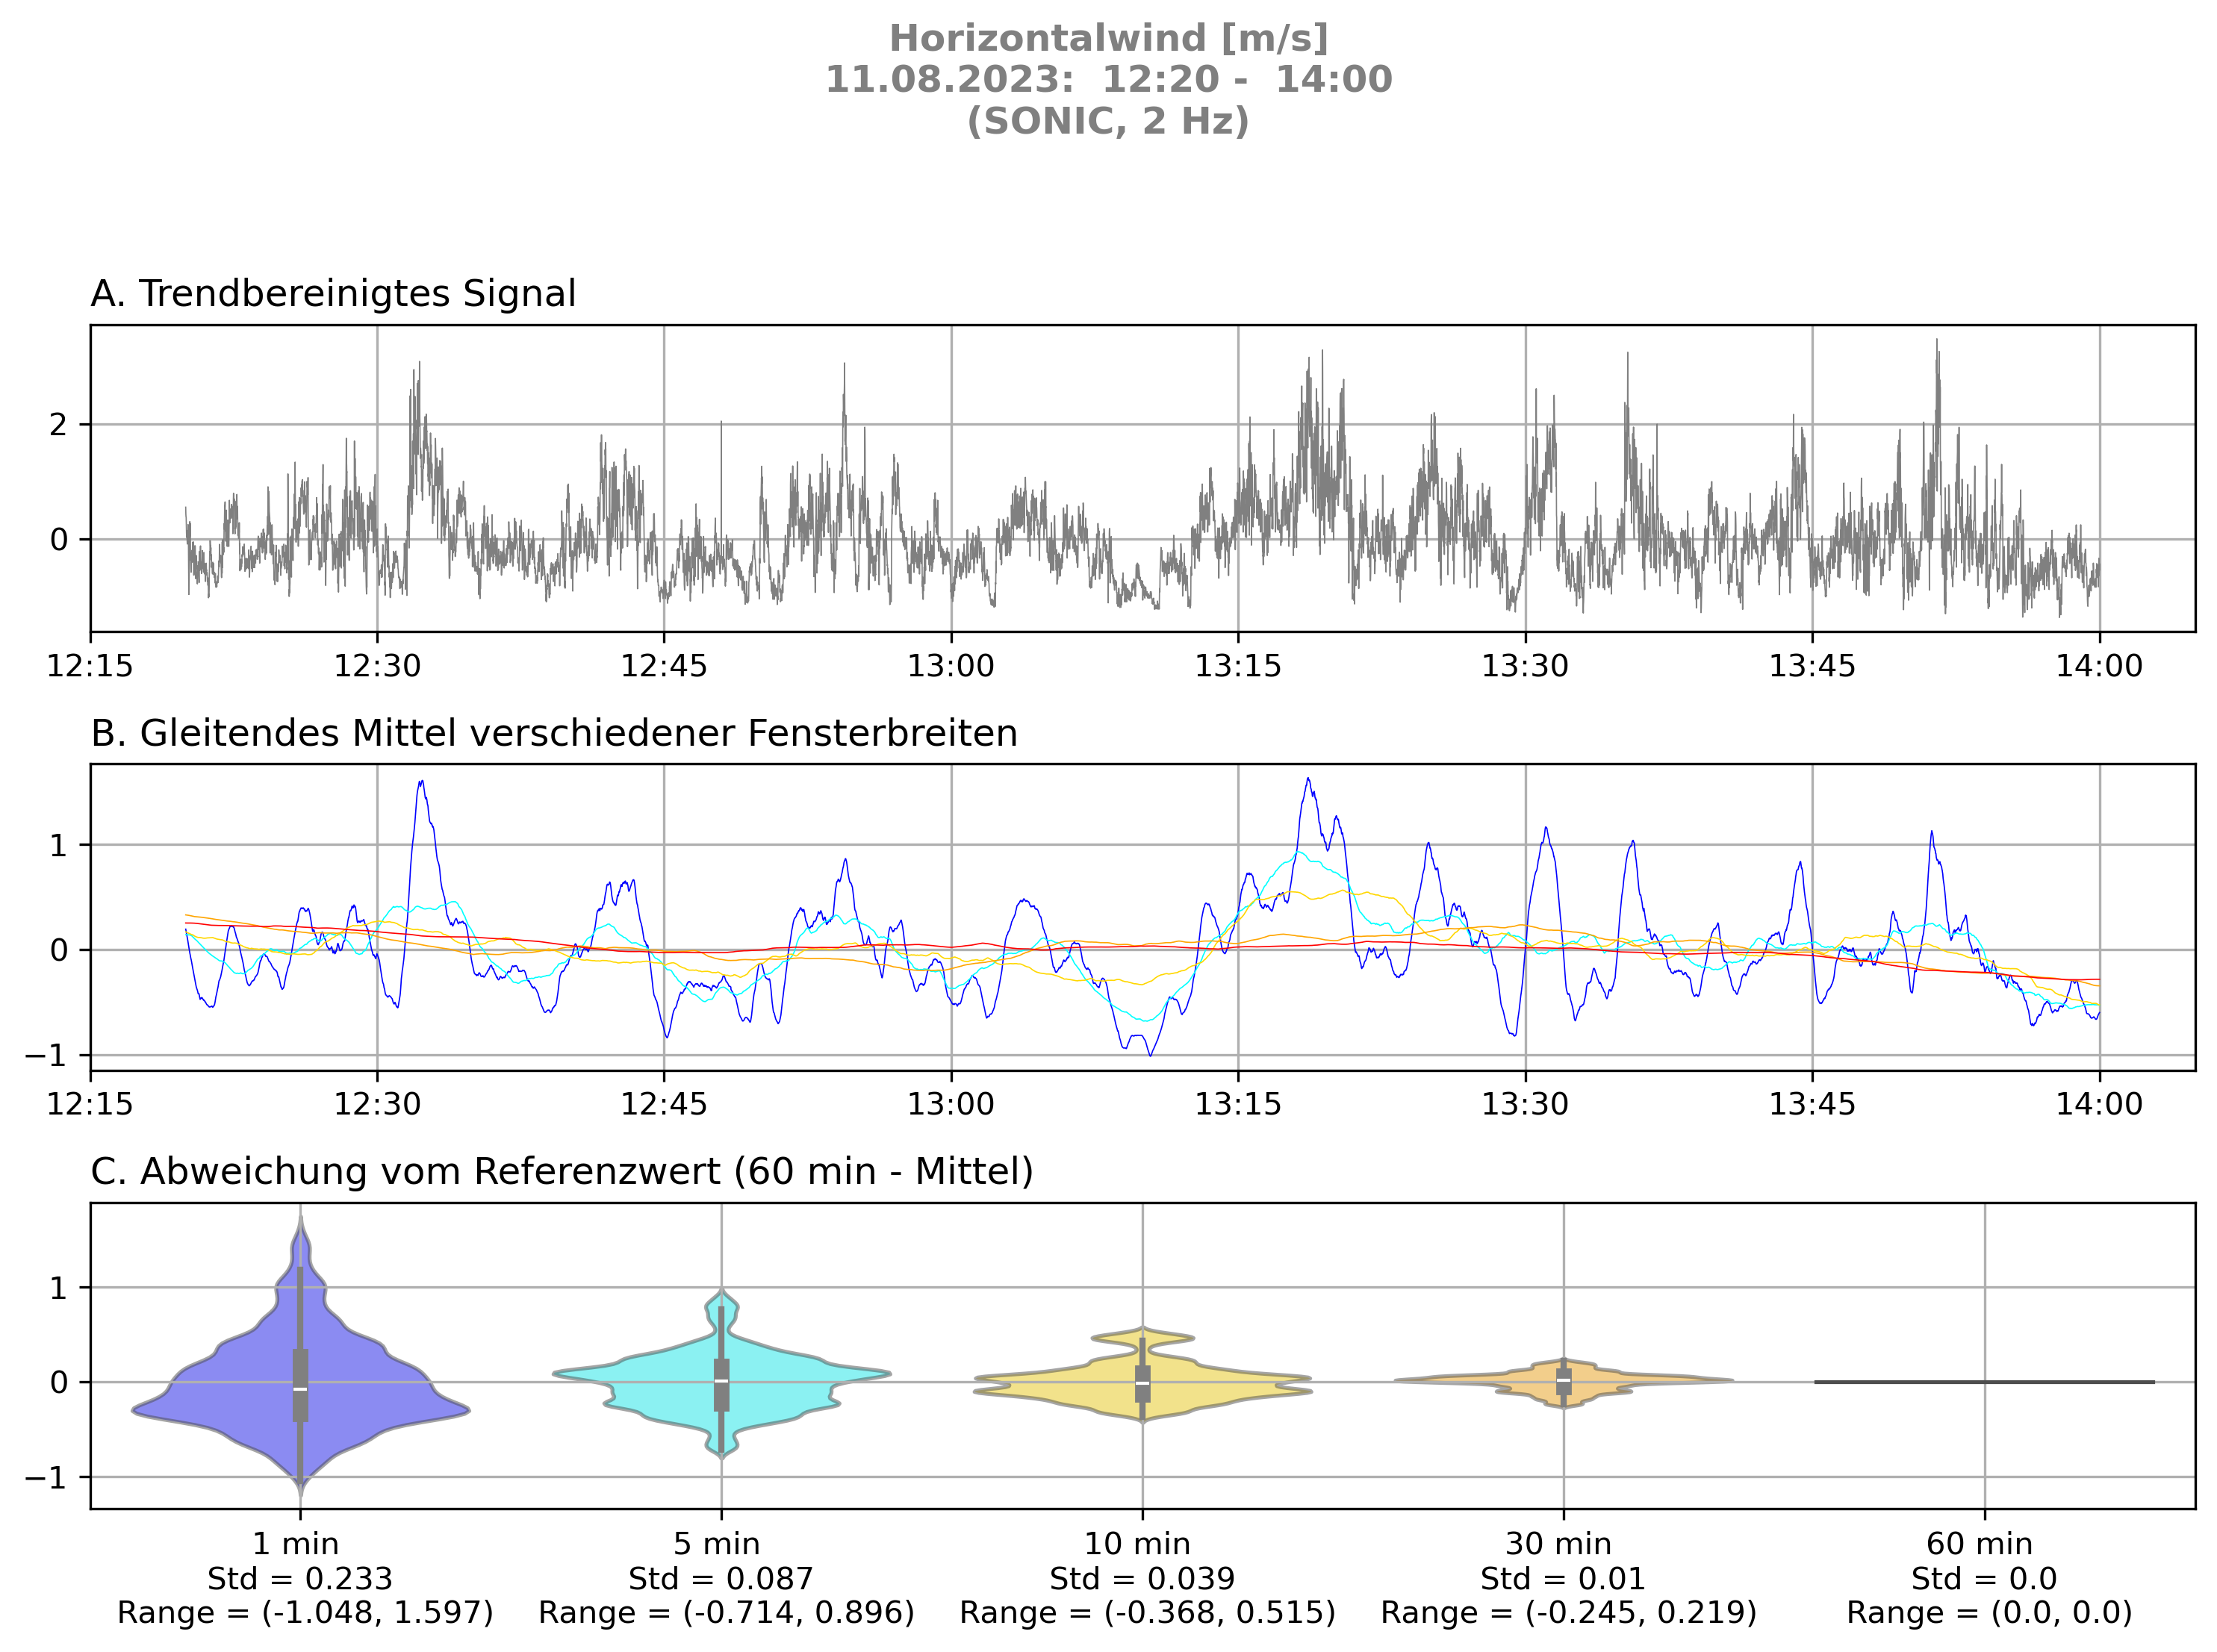 Horizontalwind [m/s]
11.08.2023:  12:20 -  14:00
(SONIC, 2 Hz)
A. Trendbereinigtes Signal
2
0
12:15 12:30 12:45 13:00 13:15 13:30 13:45 14:00
B. Gleitendes Mittel verschiedener Fensterbreiten
1
0
−1
12:15 12:30 12:45 13:00 13:15 13:30 13:45 14:00
C. Abweichung vom Referenzwert (60 min - Mittel)
1
0
−1
1 min 5 min 10 min 30 min 60 min
Std = 0.233 Std = 0.087 Std = 0.039 Std = 0.01 Std = 0.0
Range = (-1.048, 1.597) Range = (-0.714, 0.896) Range = (-0.368, 0.515) Range = (-0.245, 0.219) Range = (0.0, 0.0)